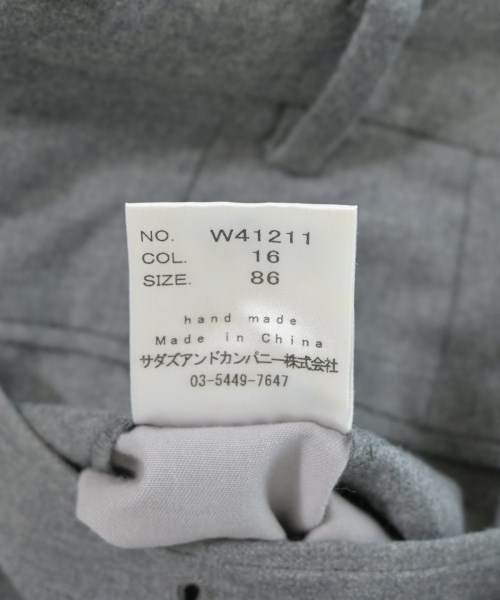 NO. W41211
COL. 16
SIZE. 86
hand made
Made in China
サダズアンドカンパニー株式会社
03-5449-7647